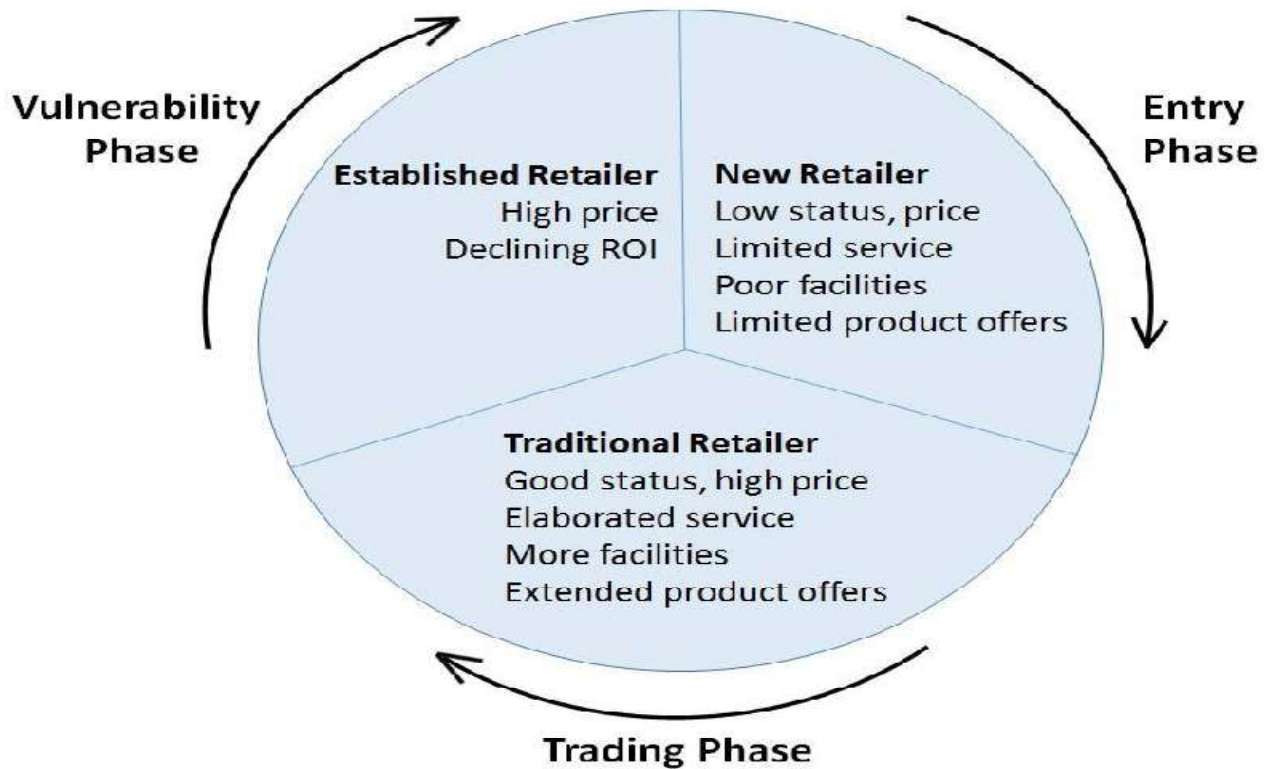 Vulnerability
Phase
Entry
Phase
Established Retailer
High price
Declining ROI
New Retailer
Low status, price
Limited service
Poor facilities
Limited product offers
Traditional Retailer
Good status, high price
Elaborated service
More facilities
Extended product offers
Trading Phase